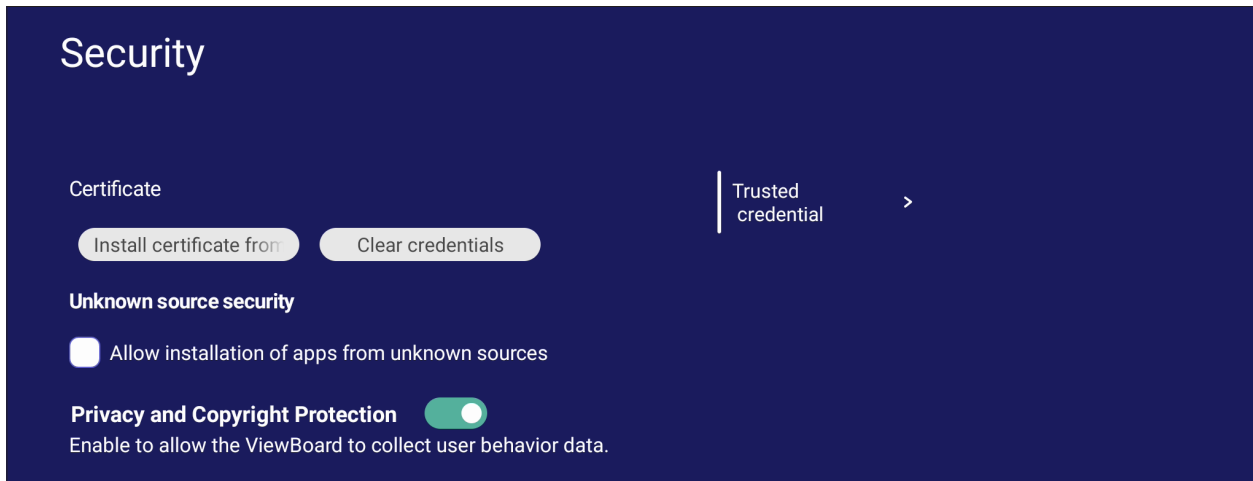 Security
Certificate
Install certificate from
Clear credentials
Trusted
credential
Unknown source security
Allow installation of apps from unknown sources
Privacy and Copyright Protection
Enable to allow the ViewBoard to collect user behavior data.